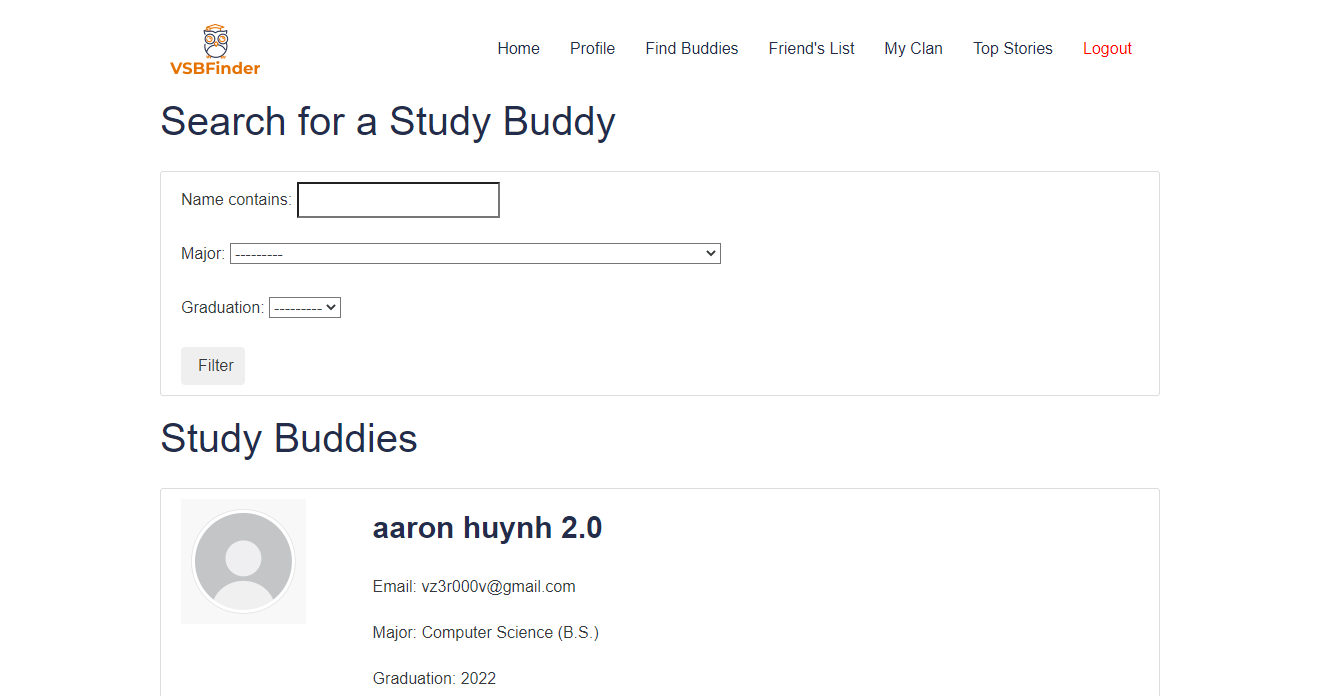 VSBFinder
Home Profile Find Buddies Friend's List My Clan Top Stories Logout
Search for a Study Buddy
Name contains:
Major: ---------
Graduation: ---------
Filter
Study Buddies
aaron huynh 2.0
Email: vz3r000v@gmail.com
Major: Computer Science (B.S.)
Graduation: 2022